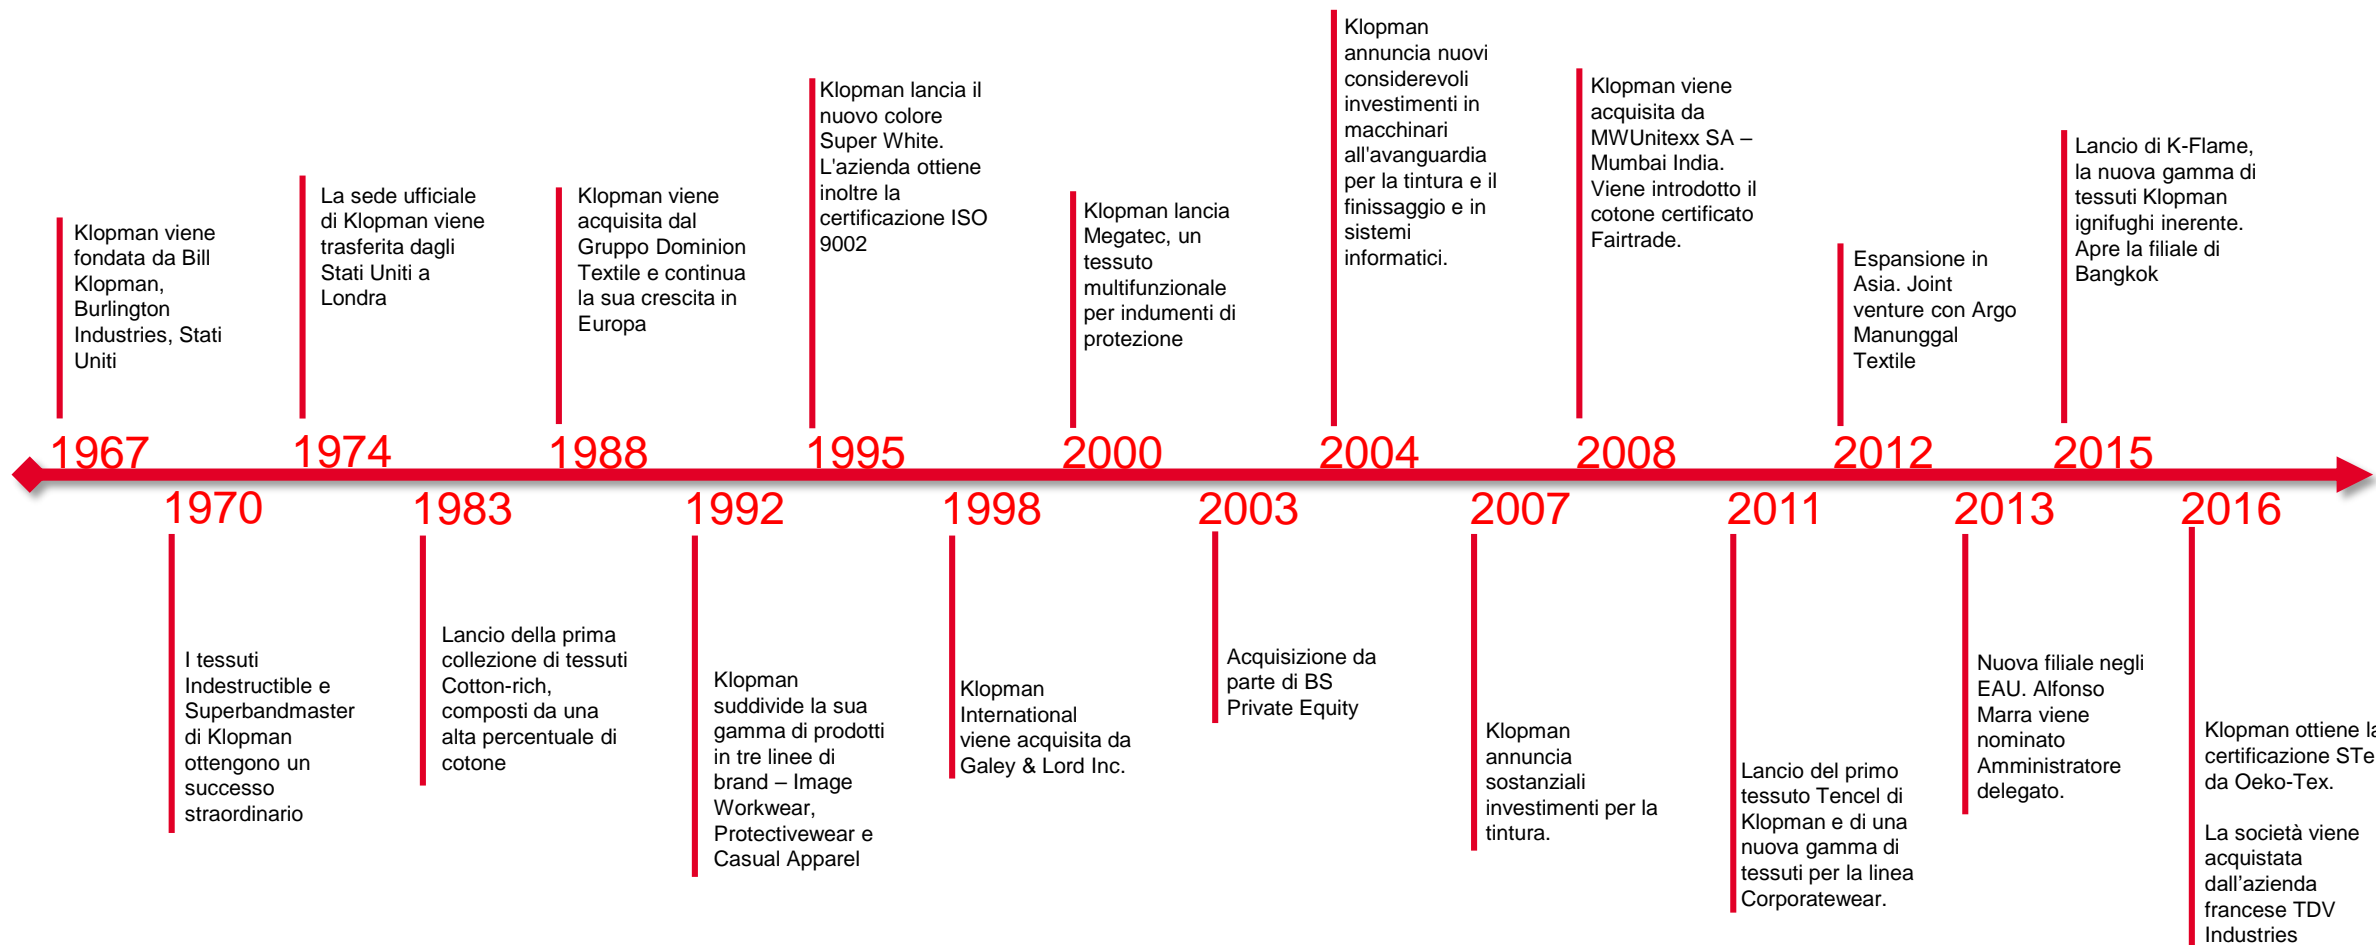 Klopman viene
fondata da Bill
Klopman,
Burlington
Industries, Stati
Uniti
1967
1970
I tessuti
Indestructible e
Superbandmaster
di Klopman
ottengono un
successo
straordinario
La sede ufficiale
di Klopman viene
trasferita dagli
Stati Uniti a
Londra
1974
1983
Lancio della prima
collezione di tessuti
Cotton-rich,
composti da una
alta percentuale di
cotone
Klopman viene
acquisita dal
Gruppo Dominion
Textile e continua
la sua crescita in
Europa
1988
1992
Klopman
suddivide la sua
gamma di prodotti
in tre linee di
brand – Image
Workwear,
Protectivewear e
Casual Apparel
Klopman lancia il
nuovo colore
Super White.
L'azienda ottiene
inoltre la
certificazione ISO
9002
1995
1998
Klopman
International
viene acquisita da
Galey & Lord Inc.
Klopman lancia
Megatec, un
tessuto
multifunzionale
per indumenti di
protezione
2000
2003
Acquisizione da
parte di BS
Private Equity
Klopman
annuncia nuovi
considerevoli
investimenti in
macchinari
all'avanguardia
per la tintura e il
finissaggio e in
sistemi
informatici.
2004
2007
Klopman
annuncia
sostanziali
investimenti per la
tintura.
Klopman viene
acquisita da
MWUnitexx SA –
Mumbai India.
Viene introdotto il
cotone certificato
Fairtrade.
2008
2011
Lancio del primo
tessuto Tencel di
Klopman e di una
nuova gamma di
tessuti per la linea
Corporatewear.
Espansione in
Asia. Joint
venture con Argo
Manunggal
Textile
2012
2013
Nuova filiale negli
EAU. Alfonso
Marra viene
nominato
Amministratore
delegato.
Lancio di K-Flame,
la nuova gamma di
tessuti Klopman
ignifughi inerente.
Apre la filiale di
Bangkok
2015
2016
Klopman ottiene la
certificazione
da Oeko-Tex.
La società viene
acquistata
dall'azienda
francese TDV
Industries